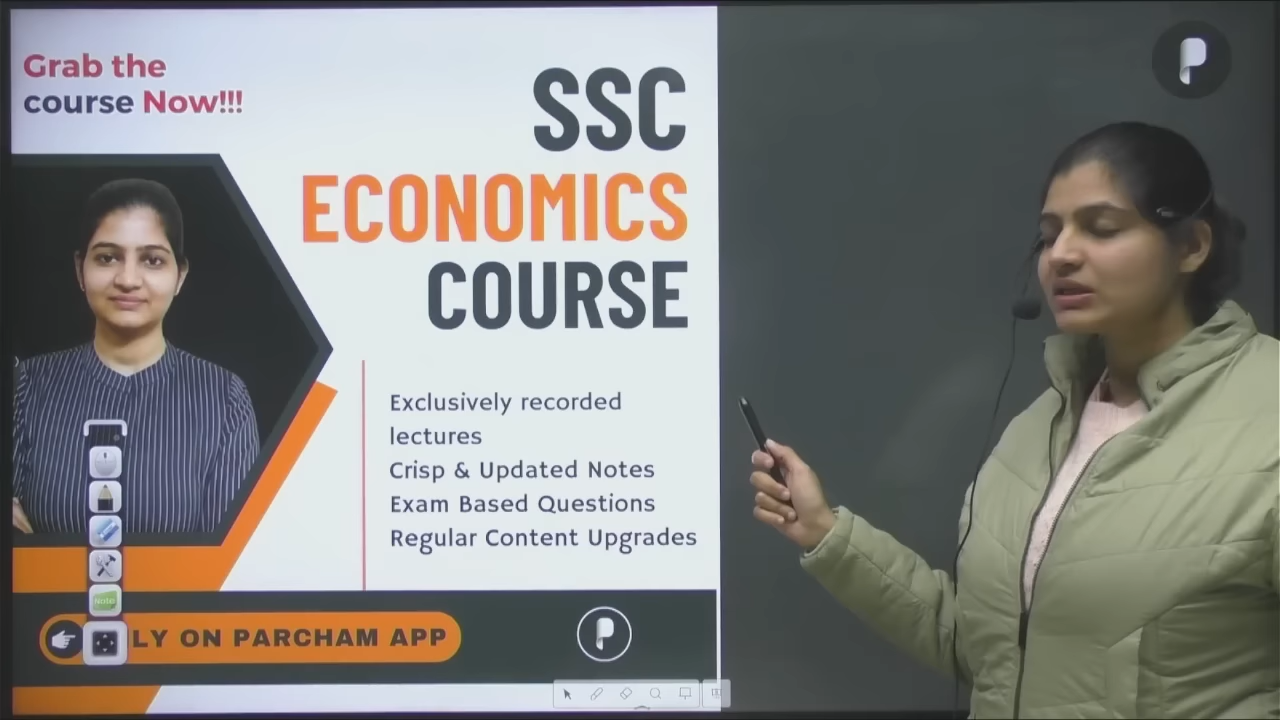 Grab the
course Now!!!
SSC
ECONOMICS
COURSE
Exclusively recorded
lectures
Crisp & Updated Notes
Exam Based Questions
Regular Content Upgrades
Note
LY ON PARCHAM APP